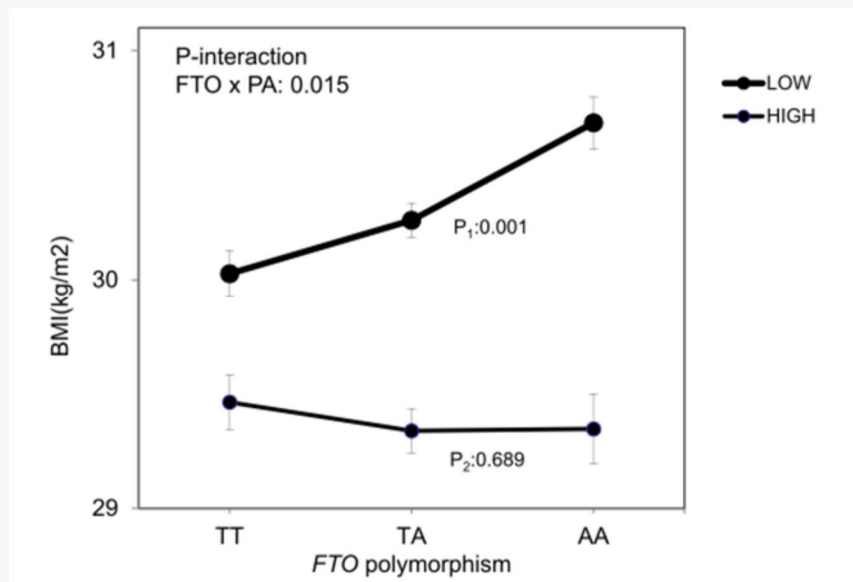 P-interaction
FTO x PA: 0.015
LOW
HIGH
31
30
29
BMI(kg/m2)
P₁:0.001
P₂:0.689
TT TA AA
FTO polymorphism